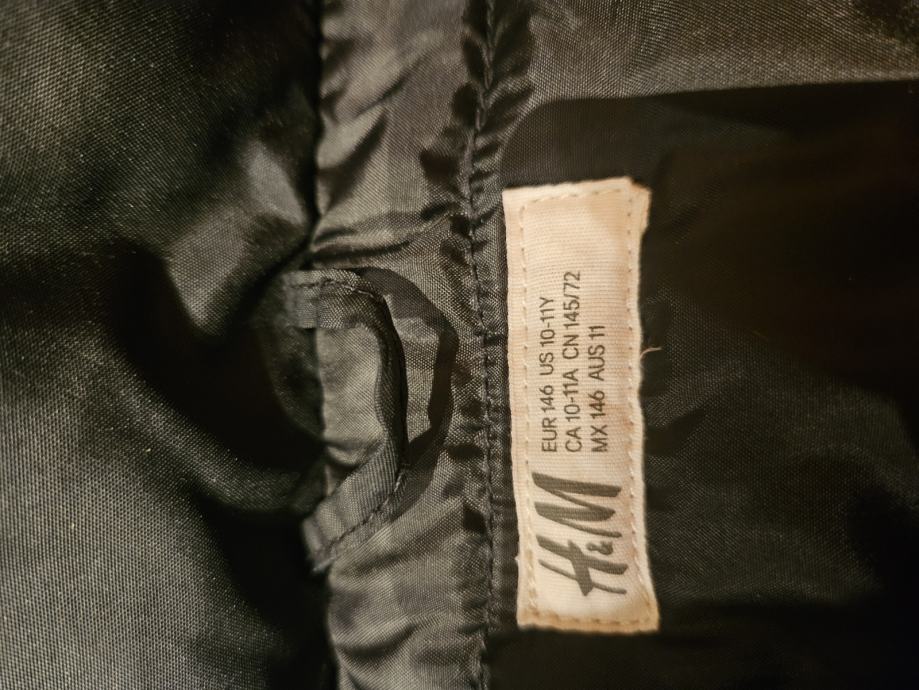 H&M
EUR 146 US 10-11Y
CA 10-11A CN 145/72
MX 146 AUS 11